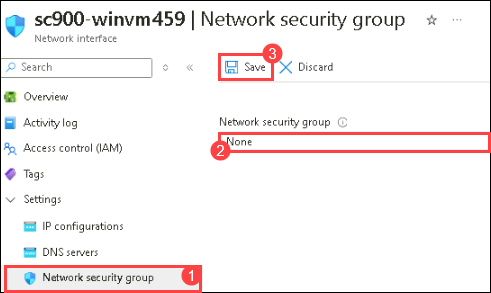 sc900-winvm459 | Network security group
Network interface
Search
Save
Discard
Overview
Activity log
Access control (IAM)
Tags
Settings
IP configurations
DNS servers
Network security group
1
3
Network security group
2
None